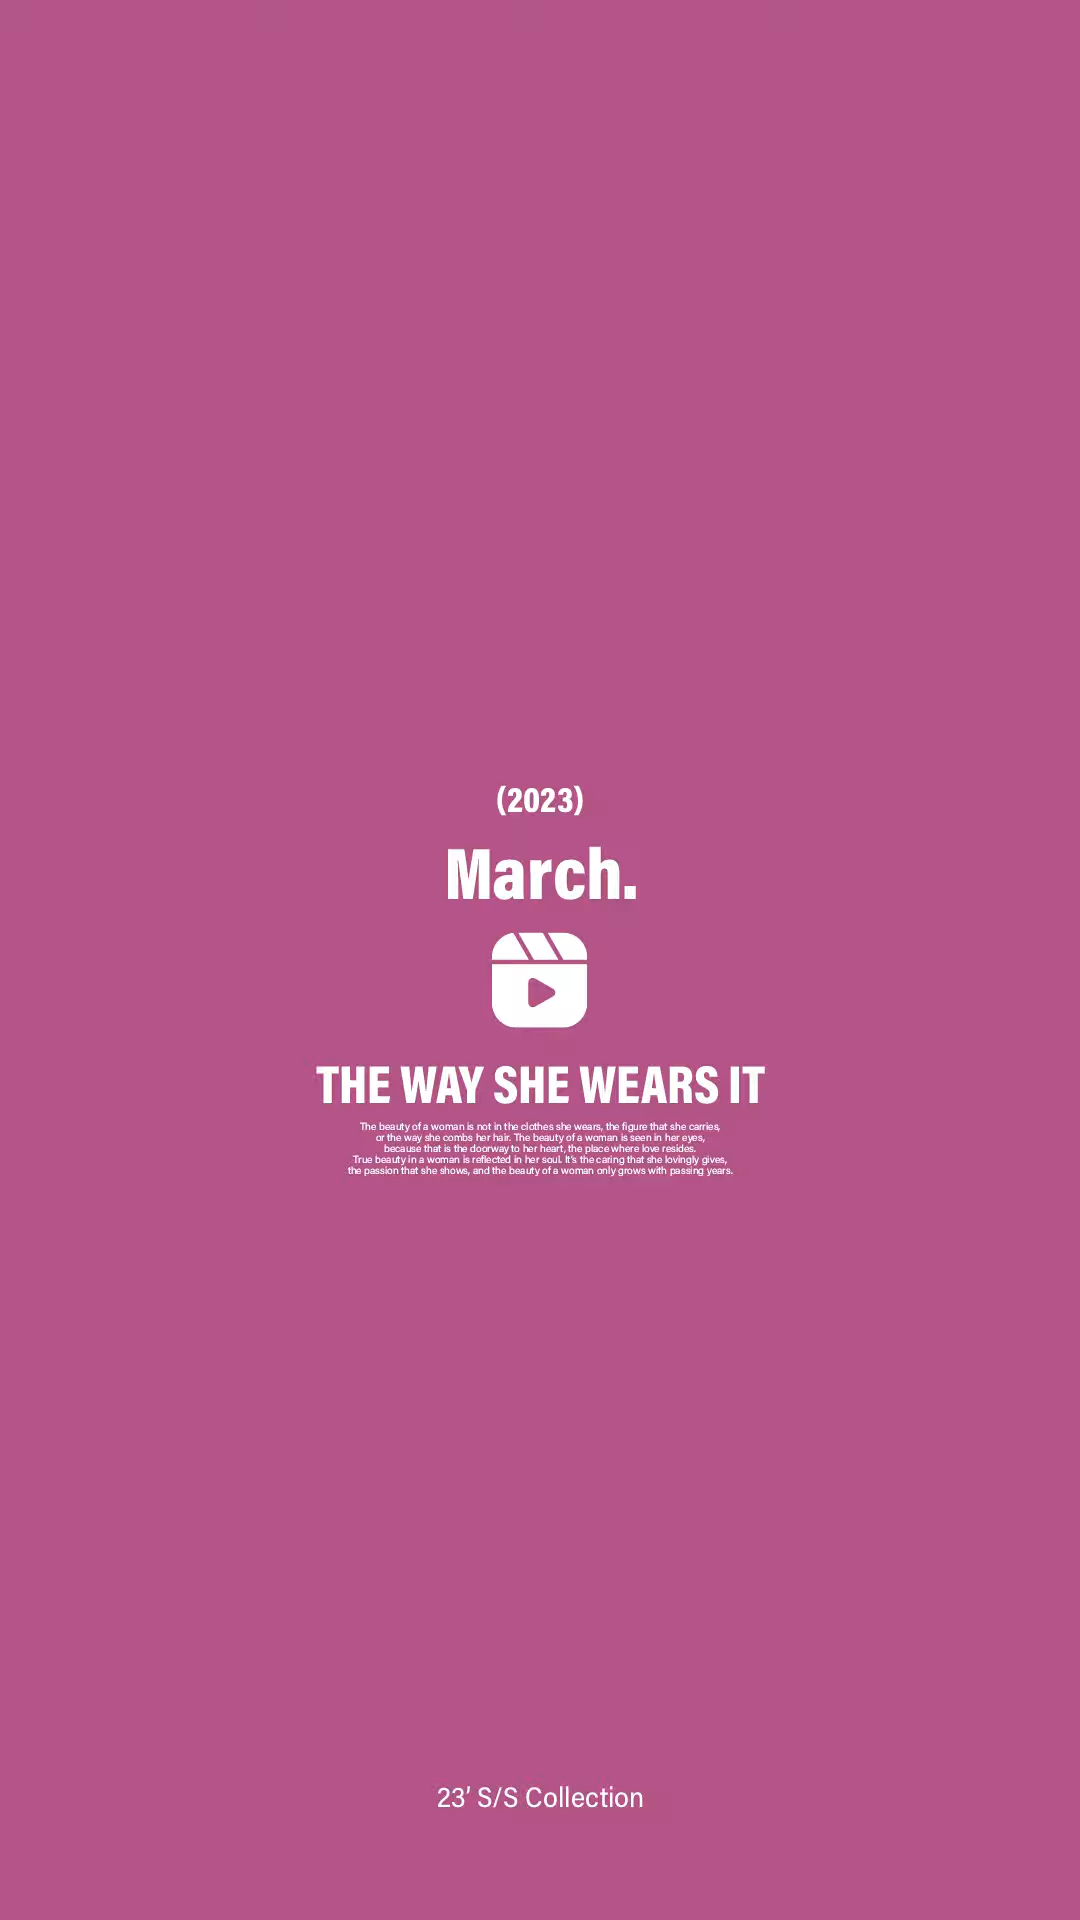 (2023)
March.
THE WAY SHE WEARS IT
The beauty of a woman is not in the clothes she wears, the figure that she carries,
or the way she combs her hair. The beauty of a woman is seen in her eyes,
because that is the doorway to her heart, the place where love resides.
True beauty in a woman is reflected in her soul. It's the caring that she lovingly gives,
the passion that she shows, and the beauty of a woman only grows with passing years.
23’ S/S Collection